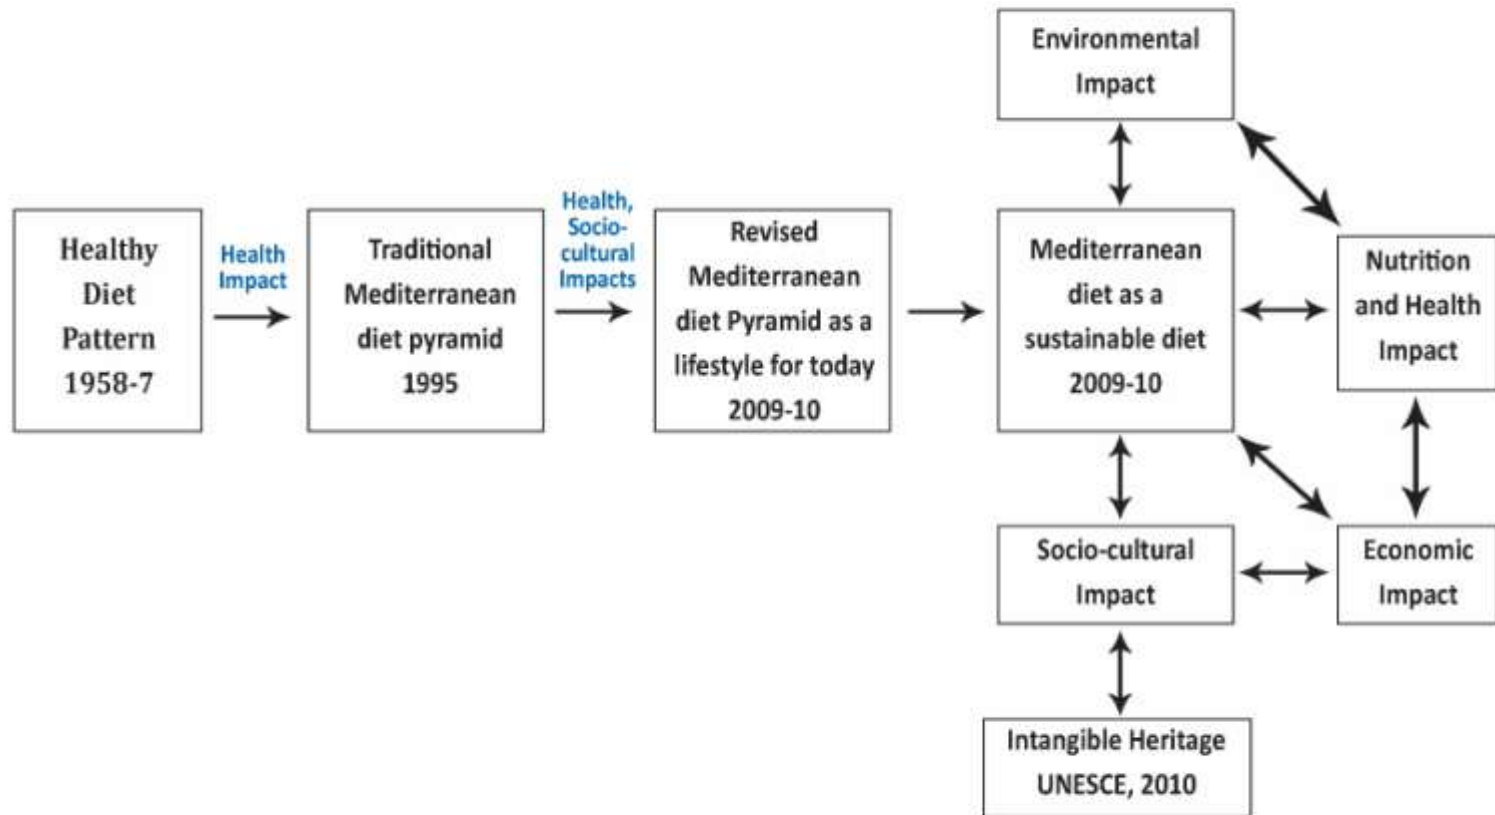 Environmental
Impact
Healthy
Diet
Pattern
1958-7
Health
Impact
Traditional
Mediterranean
diet pyramid
1995
Health,
Socio-
cultural
Impacts
Revised
Mediterranean
diet Pyramid as a
lifestyle for today
2009-10
Mediterranean
diet as a
sustainable diet
2009-10
Nutrition
and Health
Impact
Socio-cultural
Impact
Economic
Impact
Intangible Heritage
UNESCE, 2010